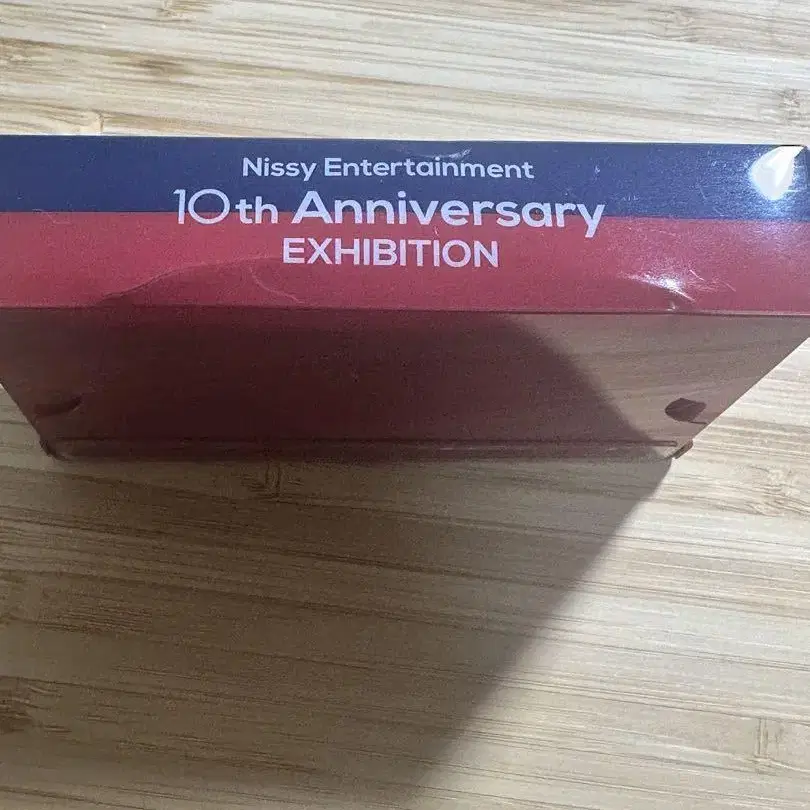 Nissy Entertainment
10th Anniversary
EXHIBITION